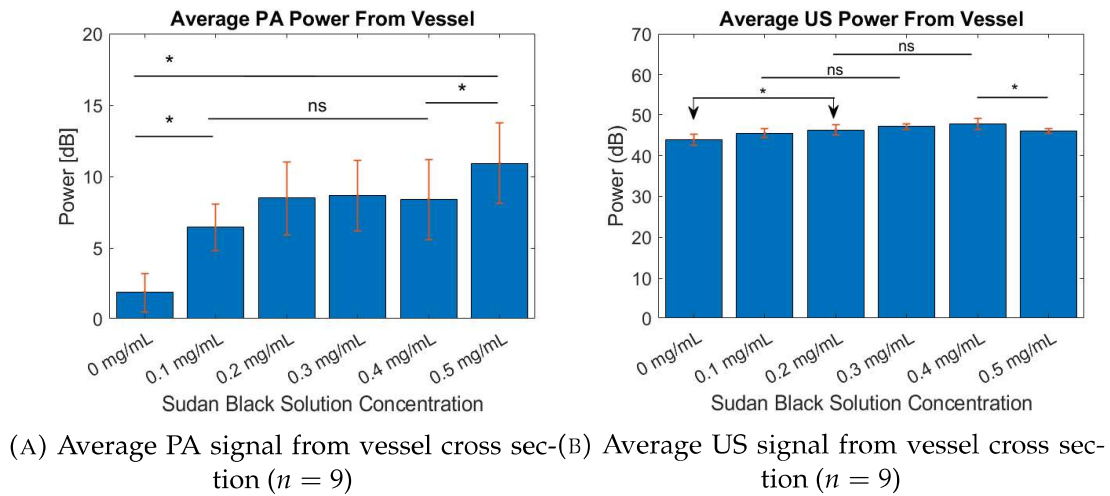 Average PA Power From Vessel
20
15
10
5
0
Power [dB]
*
*
ns
*
0 mg/mL
0.1 mg/mL
0.2 mg/mL
0.3 mg/mL
0.4 mg/mL
0.5 mg/mL
Sudan Black Solution Concentration
(A) Average PA signal from vessel cross sec-
tion (n = 9)
Average US Power From Vessel
70
60
50
40
30
20
10
0
Power (dB)
ns
ns
*
*
0 mg/mL
0.1 mg/mL
0.2 mg/mL
0.3 mg/mL
0.4 mg/mL
0.5 mg/mL
Sudan Black Solution Concentration
(B) Average US signal from vessel cross sec-
tion (n = 9)